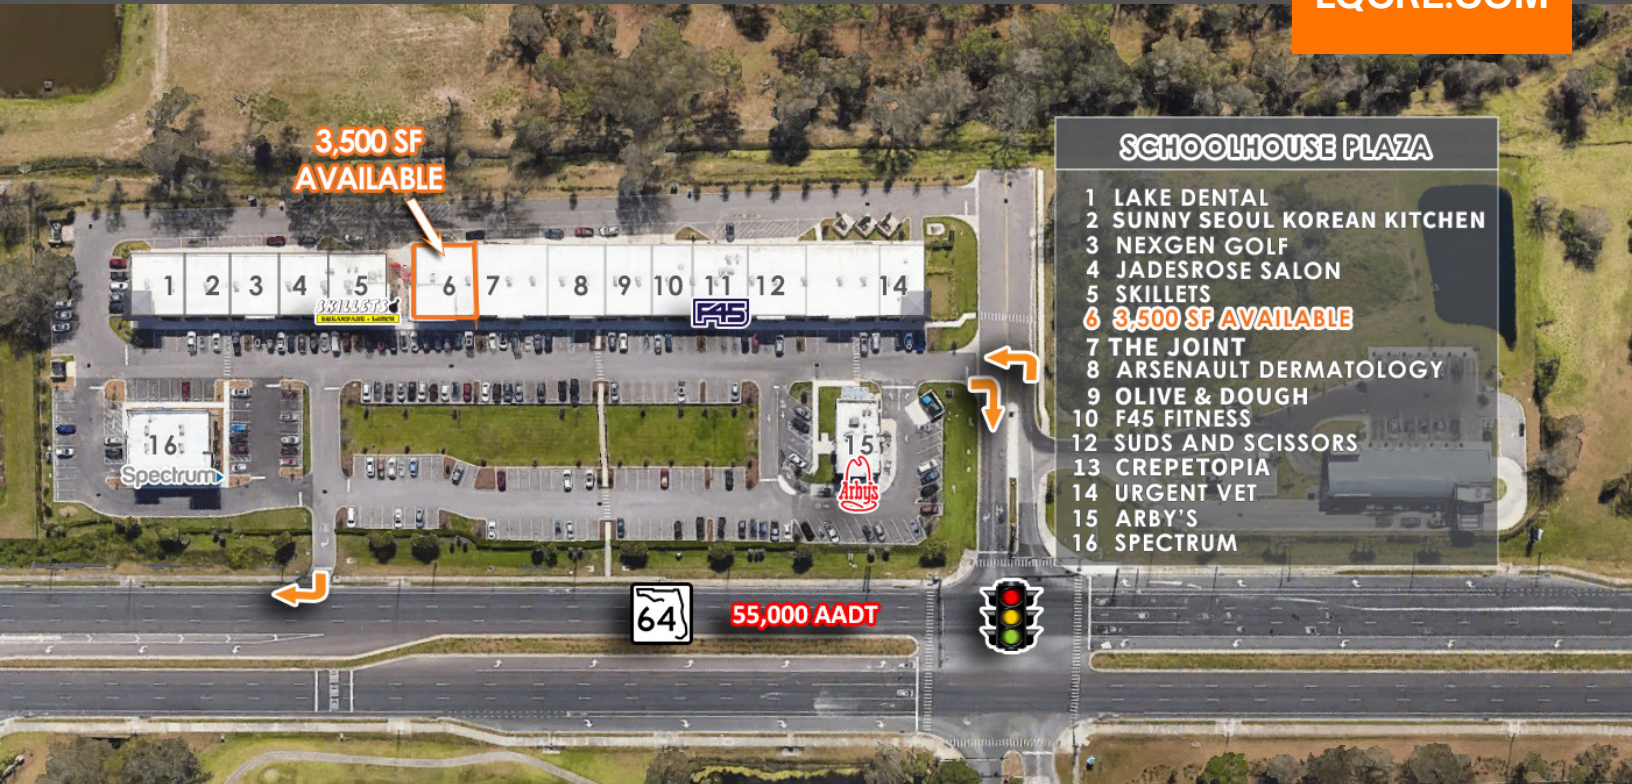 LQCRE.COM
3,500 SF
AVAILABLE
SCHOOLHOUSE PLAZA
1 LAKE DENTAL
2 SUNNY SEOUL KOREAN KITCHEN
3 NEXGEN GOLF
4 JADESROSE SALON
5 SKILLETS
6 3,500 SF AVAILABLE
7 THE JOINT
8 ARSENAULT DERMATOLOGY
9 OLIVE & DOUGH
10 F45 FITNESS
12 SUDS AND SCISSORS
13 CREPETOPIA
14 URGENT VET
15 ARBY'S
16 SPECTRUM
1 2 3 4 5 6 7 8 9 10 11 12 14
SKILLETS
BREAKFAST • LUNCH
F45
16
Spectrum
15
Arby's
64
55,000 AADT